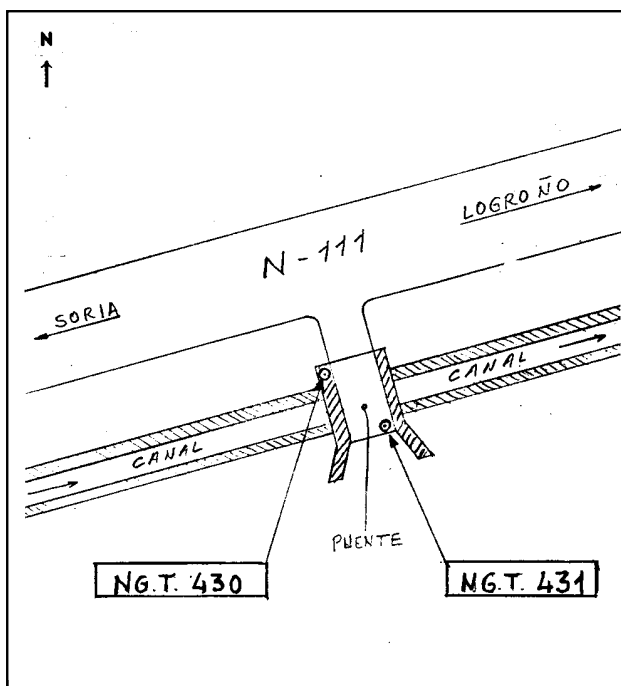 N
LOGROÑO
N-111
SORIA
CANAL
CANAL
PUENTE
NG.T. 430
NG.T. 431